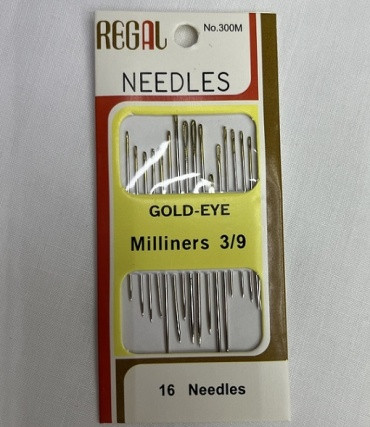 REGAL
No.300M
NEEDLES
GOLD-EYE
Milliners 3/9
16 Needles